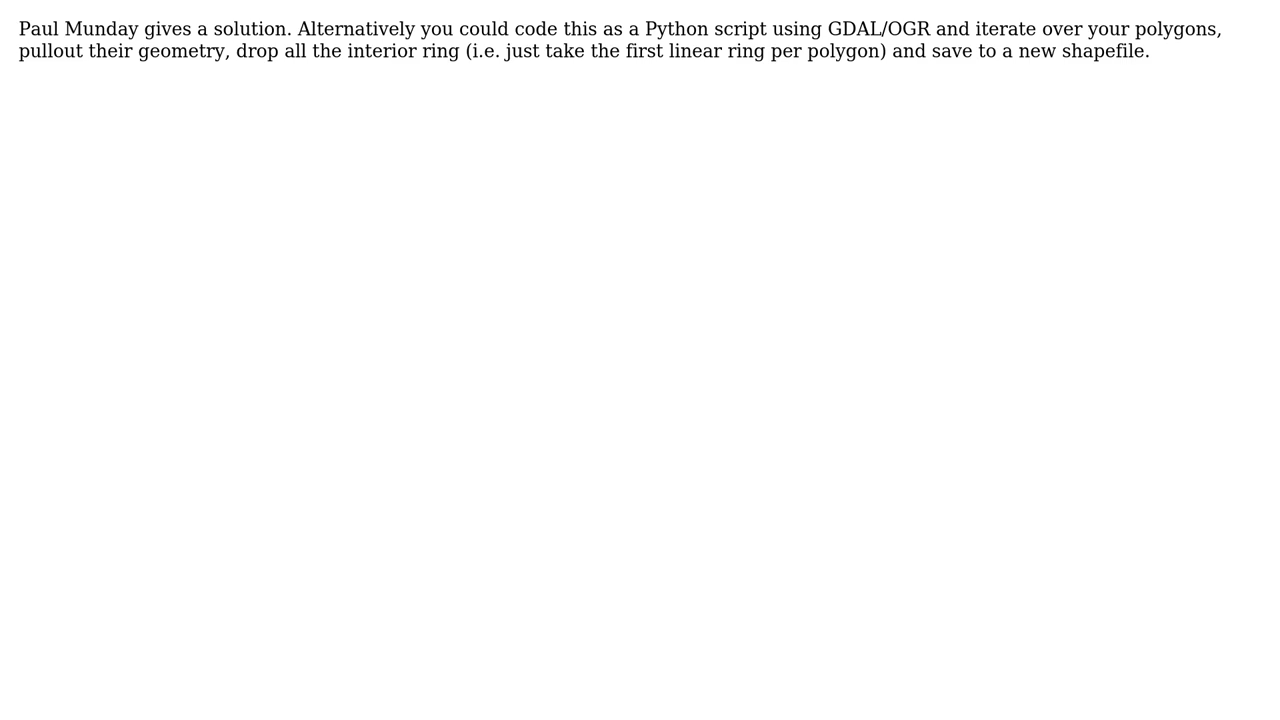 Paul Munday gives a solution. Alternatively you could code this as a Python script using GDAL/OGR and iterate over your polygons,
pullout their geometry, drop all the interior ring (i.e. just take the first linear ring per polygon) and save to a new shapefile.